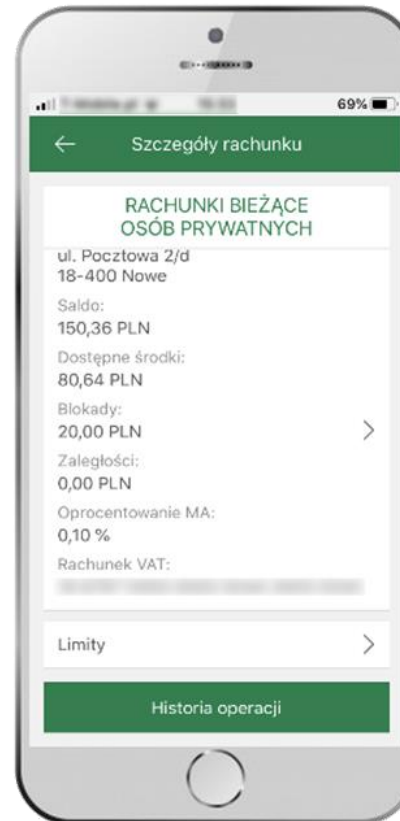 69%
Szczegóły rachunku
RACHUNKI BIEŻĄCE
OSÓB PRYWATNYCH
ul. Pocztowa 2/d
18-400 Nowe
Saldo:
150,36 PLN
Dostępne środki:
80,64 PLN
Blokady:
20,00 PLN
Zaległości:
0,00 PLN
Oprocentowanie MA:
0,10 %
Rachunek VAT:
Limity
Historia operacji